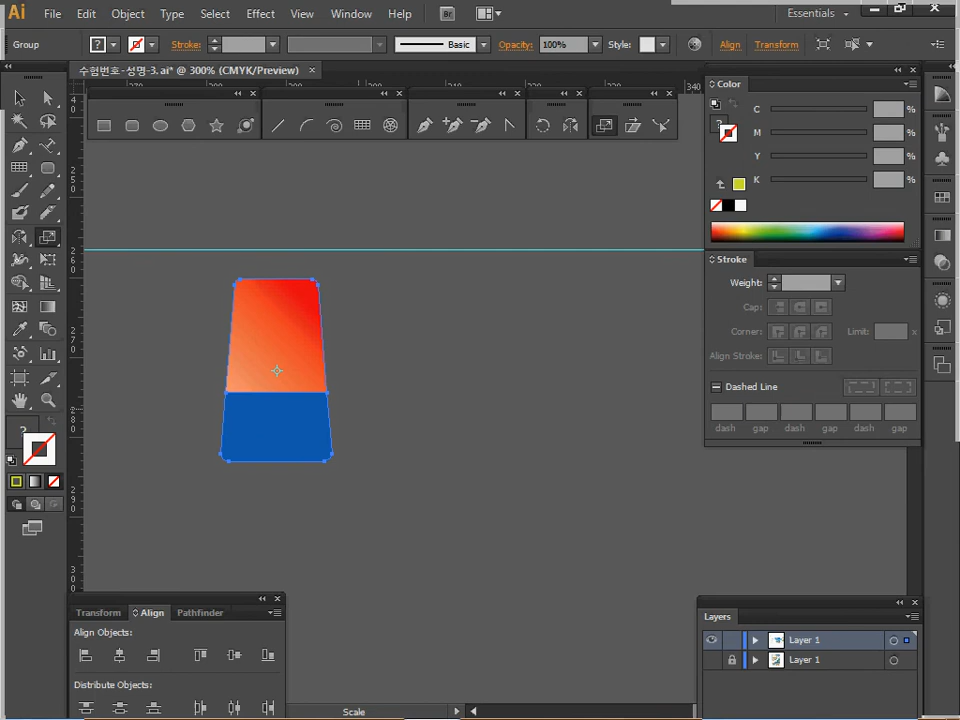 Ai File Edit Object Type Select Effect View Window Help Br Essentials
Group ? Stroke: Basic Opacity: 100% Style: Align Transform
수험번호-성명-3.ai* @ 300% (CMYK/Preview) ×
Color
C %
M %
Y %
K %
Stroke
Weight:
Cap:
Corner: Limit: x
Align Stroke:
Dashed Line
dash gap dash gap dash gap
Transform Align Pathfinder
Align Objects:
Distribute Objects:
Layers
Layer 1
Layer 1
Scale